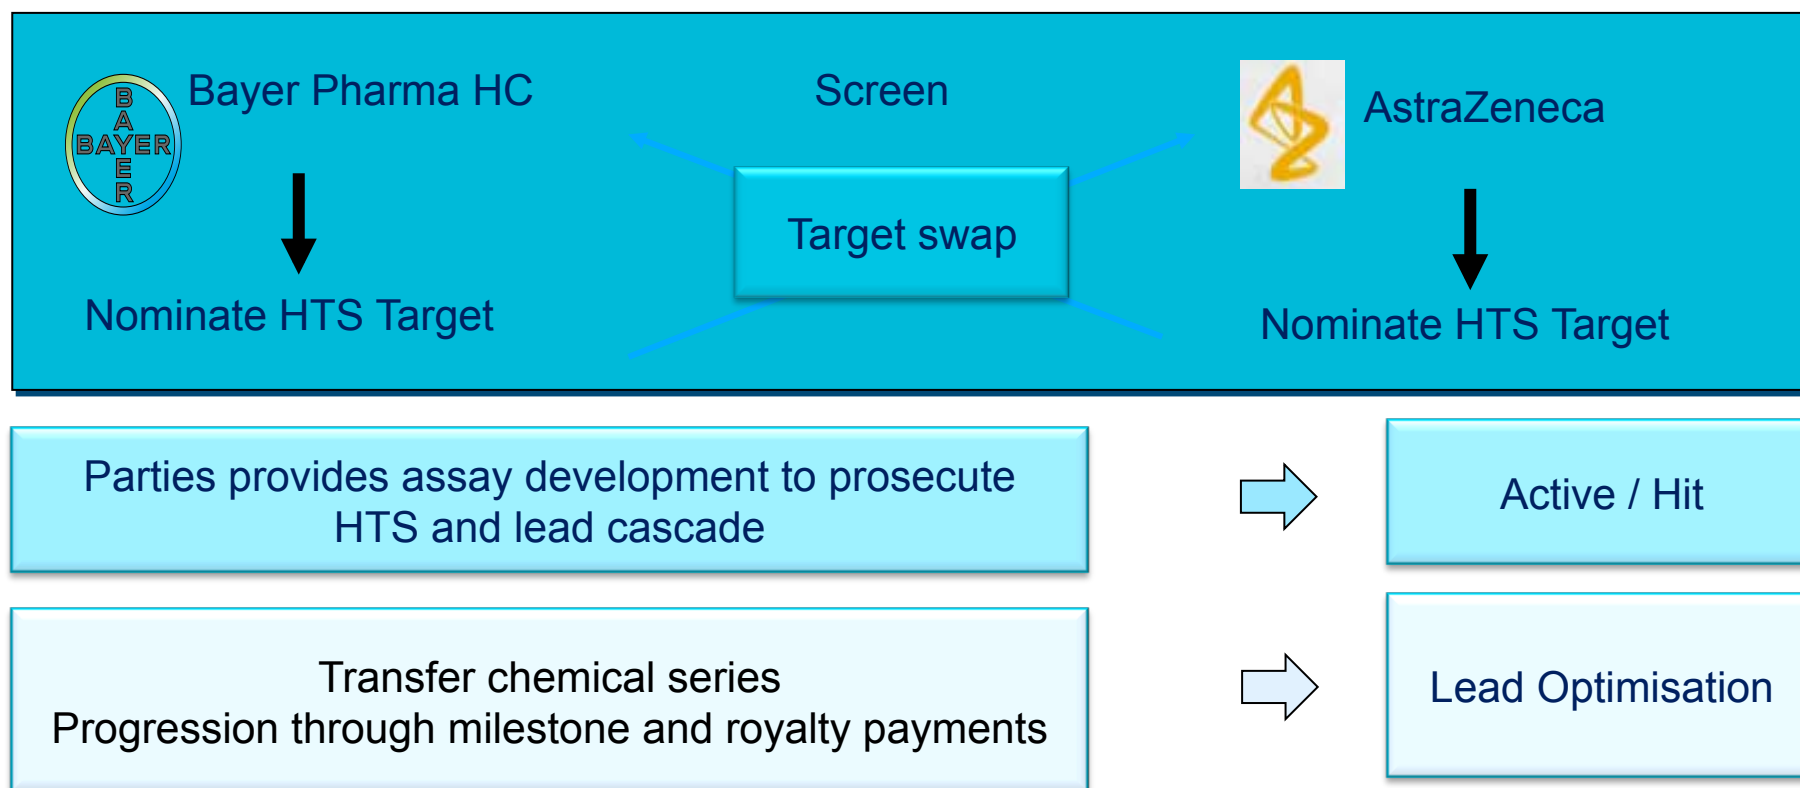 BAYER
BAYER
Bayer Pharma HC
Screen
AstraZeneca
Target swap
Nominate HTS Target
Nominate HTS Target
Parties provides assay development to prosecute
HTS and lead cascade
Active / Hit
Transfer chemical series
Progression through milestone and royalty payments
Lead Optimisation